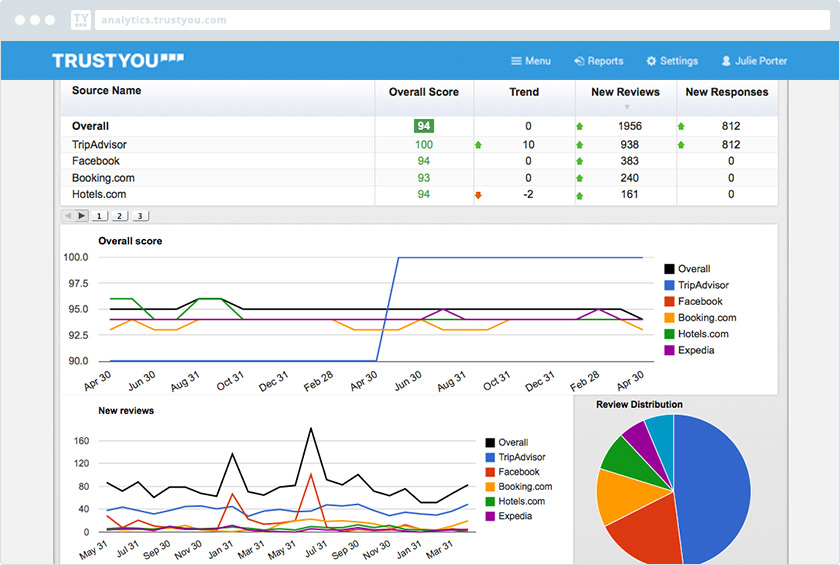 TY
analytics.trustyou.com
TRUSTYOU
Menu
Reports
Settings
Julie Porter
Source Name Overall Score Trend New Reviews New Responses
Overall 94 0 1956 812
TripAdvisor 100 10 938 812
Facebook 94 0 383 0
Booking.com 93 0 240 0
Hotels.com 94 -2 161 0
1 2 3
Overall score
100.0
97.5
95.0
92.5
90.0
Apr 30 Jun 30 Aug 31 Oct 31 Dec 31 Feb 28 Apr 30 Jun 30 Aug 31 Oct 31 Dec 31 Feb 28 Apr 30
Overall
TripAdvisor
Facebook
Booking.com
Hotels.com
Expedia
New reviews
160
120
80
40
0
May 31 Jul 31 Sep 30 Nov 30 Jan 31 Mar 31 May 31 Jul 31 Sep 30 Nov 30 Jan 31 Mar 31
Overall
TripAdvisor
Facebook
Booking.com
Hotels.com
Expedia
Review Distribution